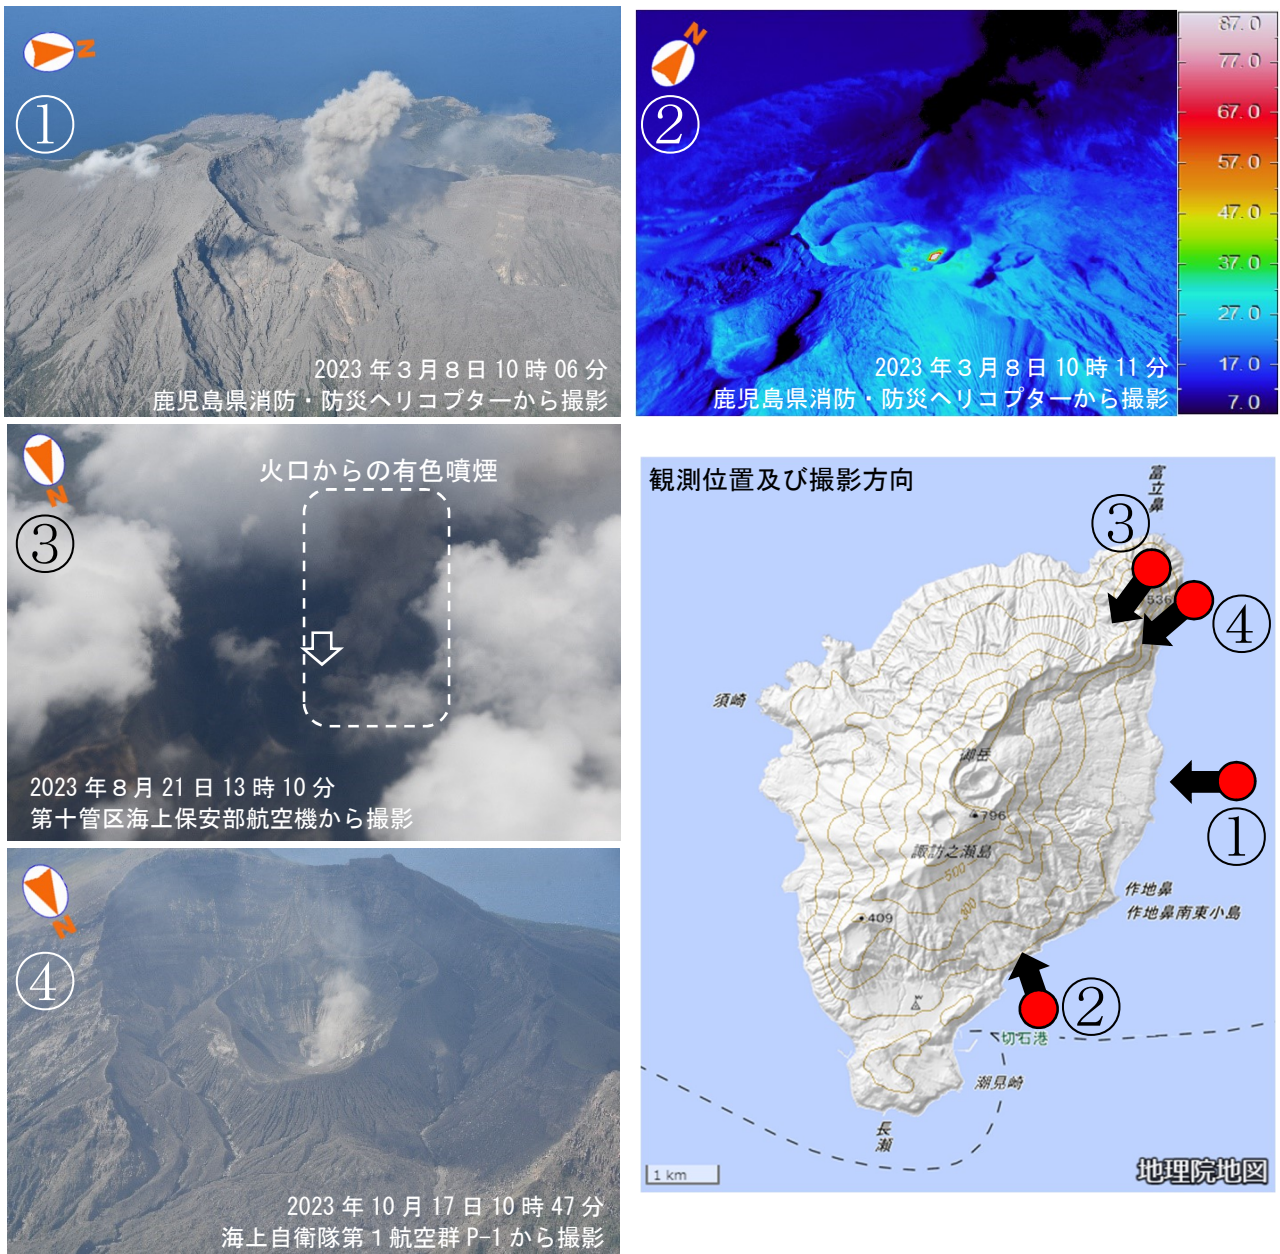 N
①
2023年3月8日10時06分
鹿児島県消防・防災ヘリコプターから撮影
N
②
2023年3月8日10時11分
鹿児島県消防・防災ヘリコプターから撮影
87.0
77.0
67.0
57.0
47.0
37.0
27.0
17.0
7.0
N
③
火口からの有色噴煙
2023年8月21日13時10分
第十管区海上保安部航空機から撮影
N
④
2023年10月17日10時47分
海上自衛隊第1航空群P-1から撮影
観測位置及び撮影方向
富立鼻
③
536
④
須崎
御岳
①
796
諏訪之瀬島
500
作地鼻
作地鼻南東小島
300
409
②
切石港
潮見崎
長瀬
1 km
地理院地図